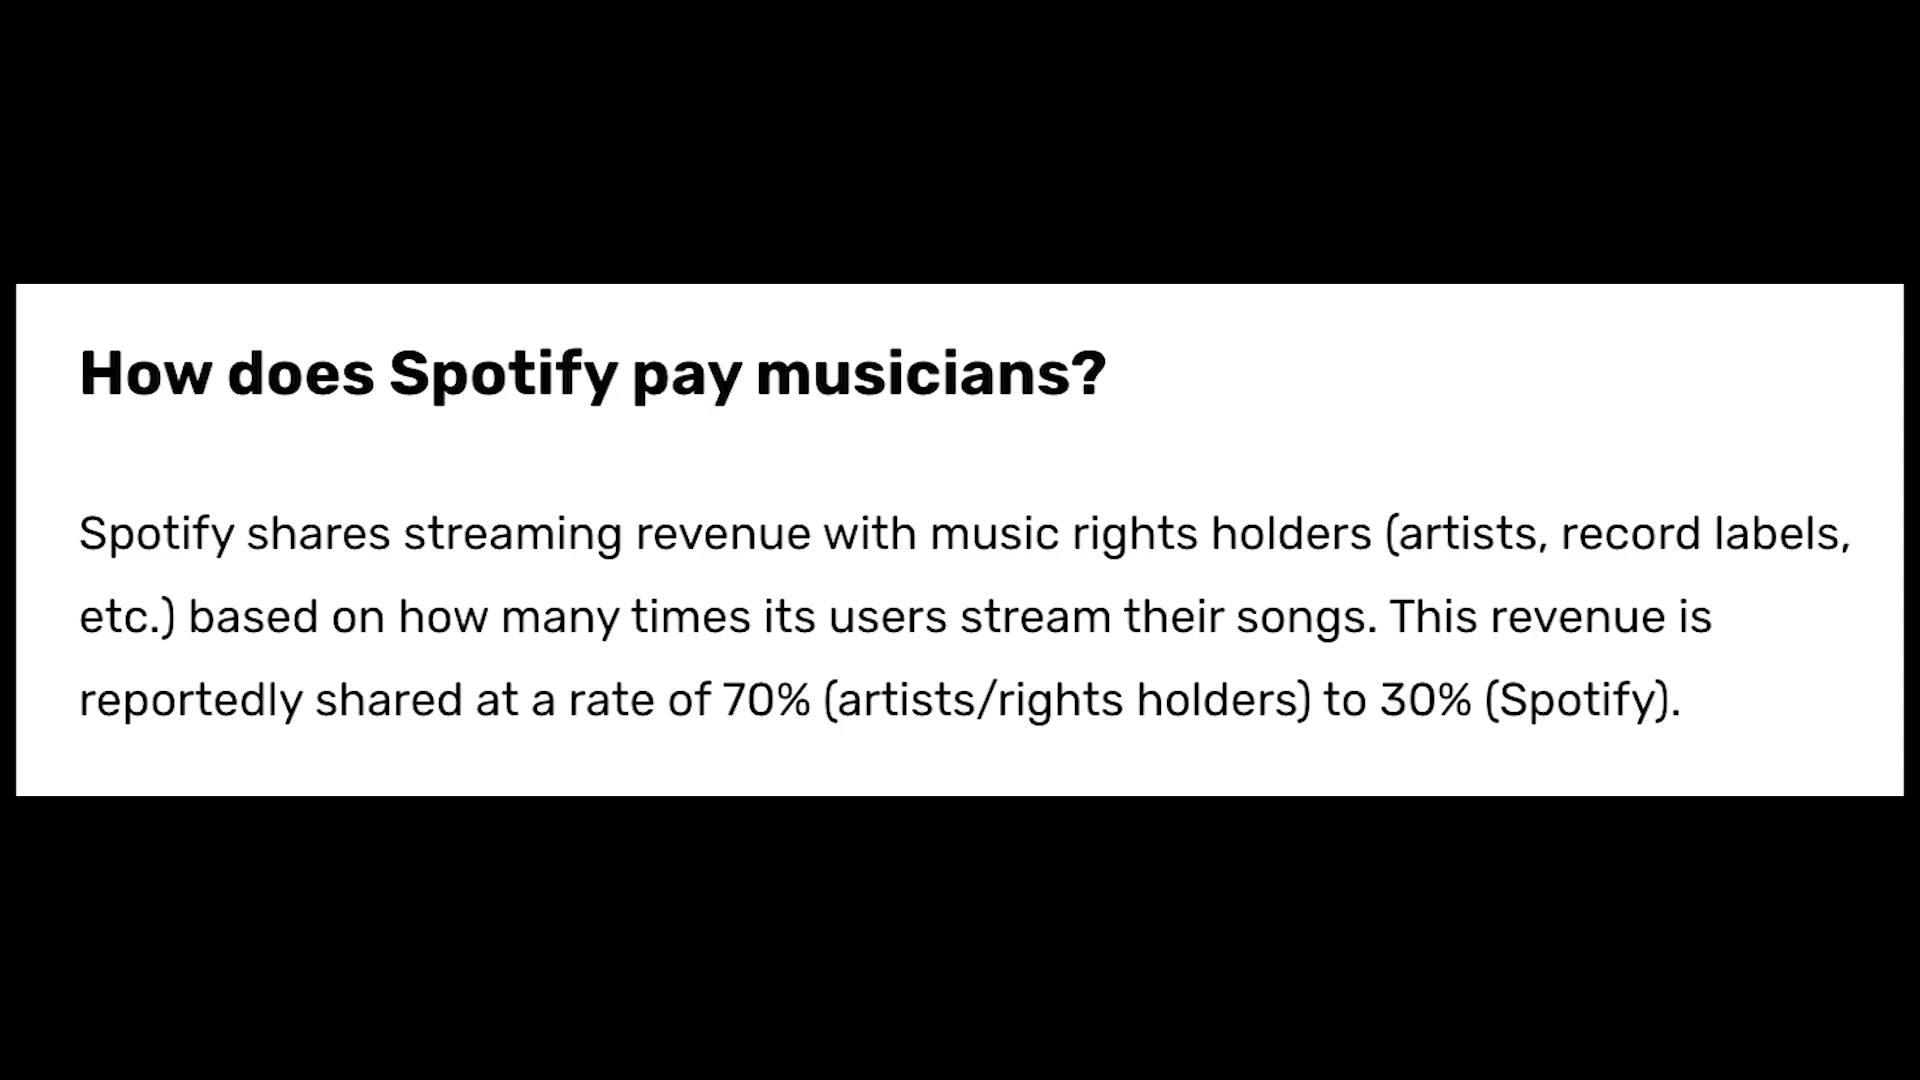 How does Spotify pay musicians?
Spotify shares streaming revenue with music rights holders (artists, record labels,
etc.) based on how many times its users stream their songs. This revenue is
reportedly shared at a rate of 70% (artists/rights holders) to 30% (Spotify).